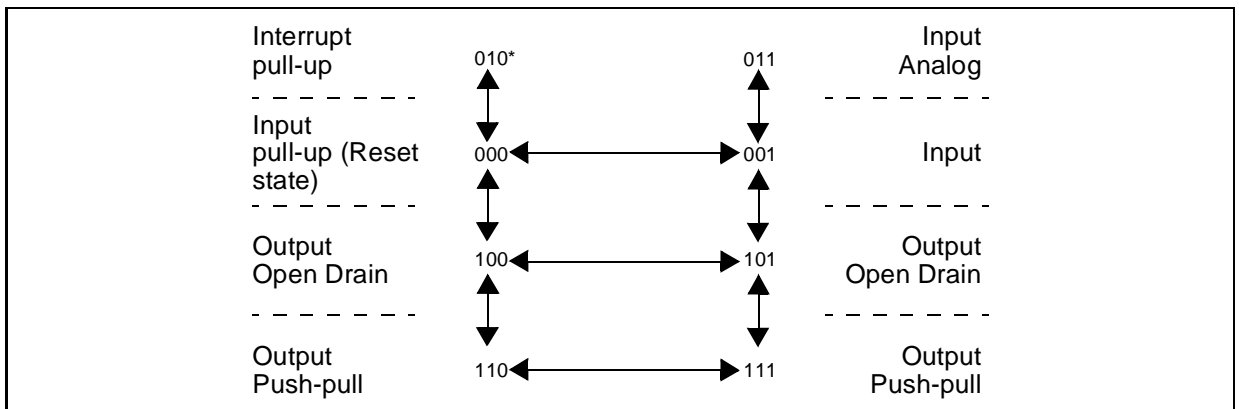 Interrupt
pull-up
010*
011
Input
Analog
Input
pull-up (Reset
state)
000
001
Input
Output
Open Drain
100
101
Output
Open Drain
Output
Push-pull
110
111
Output
Push-pull